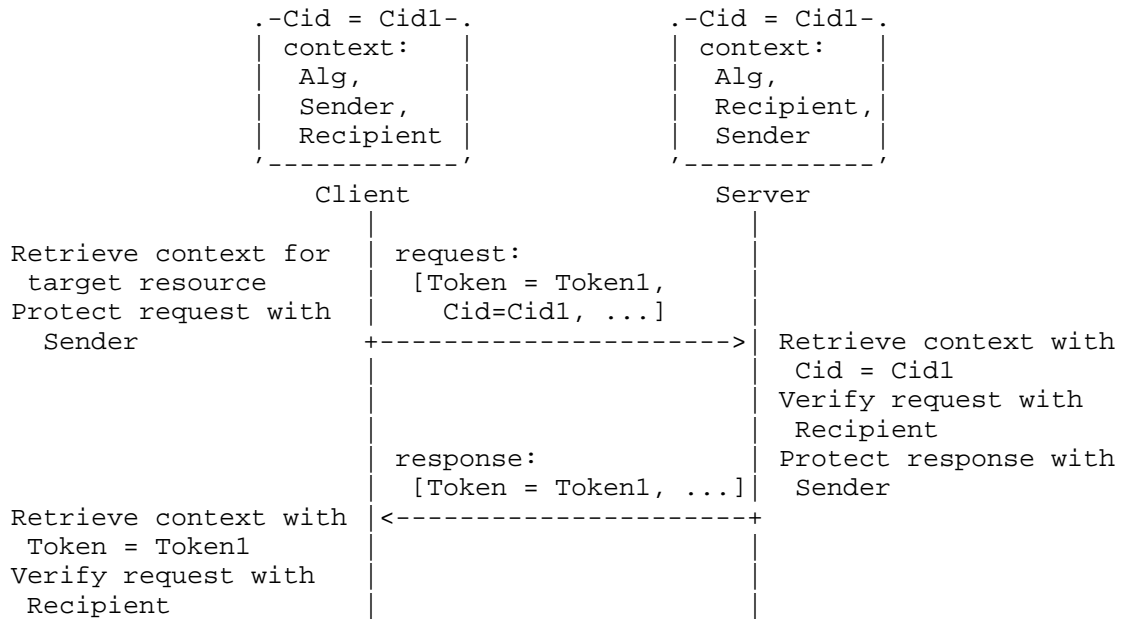 .-Cid = Cid1-.          .-Cid = Cid1-.
| context:   |          | context:   |
|  Alg,      |          |  Alg,      |
|  Sender,   |          |  Recipient,|
|  Recipient |          |  Sender    |
'------------'          '------------'
Client                  Server
|                       |
Retrieve context for  | request:              |
target resource      |  [Token = Token1,     |
Protect request with  |    Cid=Cid1, ...]     |
Sender              +---------------------->| Retrieve context with
|                       |  Cid = Cid1
|                       | Verify request with
|                       |  Recipient
| response:             | Protect response with
|  [Token = Token1, ...]|  Sender
Retrieve context with |<----------------------+
Token = Token1       |                       |
Verify request with   |                       |
Recipient            |                       |